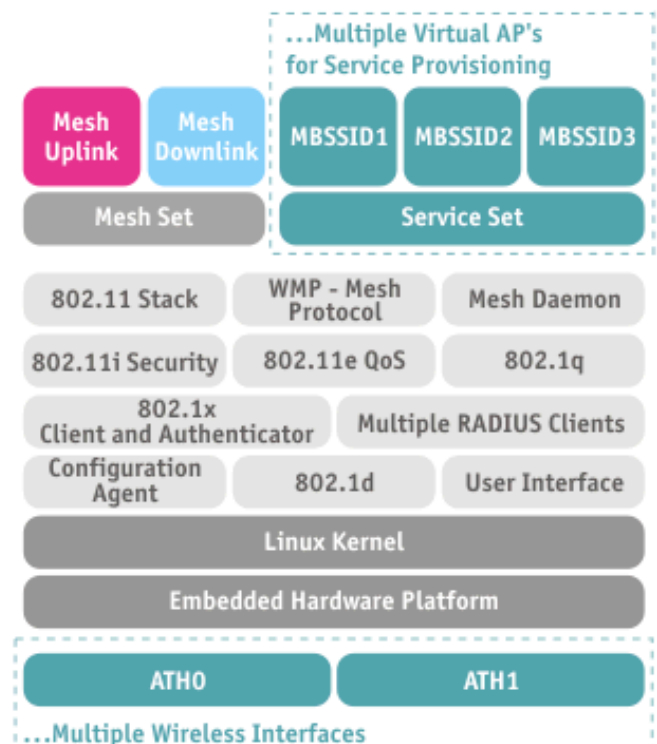 ...Multiple Virtual AP's
for Service Provisioning
Mesh
Uplink
Mesh
Downlink
MBSSID1
MBSSID2
MBSSID3
Mesh Set
Service Set
802.11 Stack
WMP - Mesh
Protocol
Mesh Daemon
802.11i Security
802.11e QoS
802.1q
802.1x
Client and Authenticator
Multiple RADIUS Clients
Configuration
Agent
802.1d
User Interface
Linux Kernel
Embedded Hardware Platform
ATH0
ATH1
...Multiple Wireless Interfaces